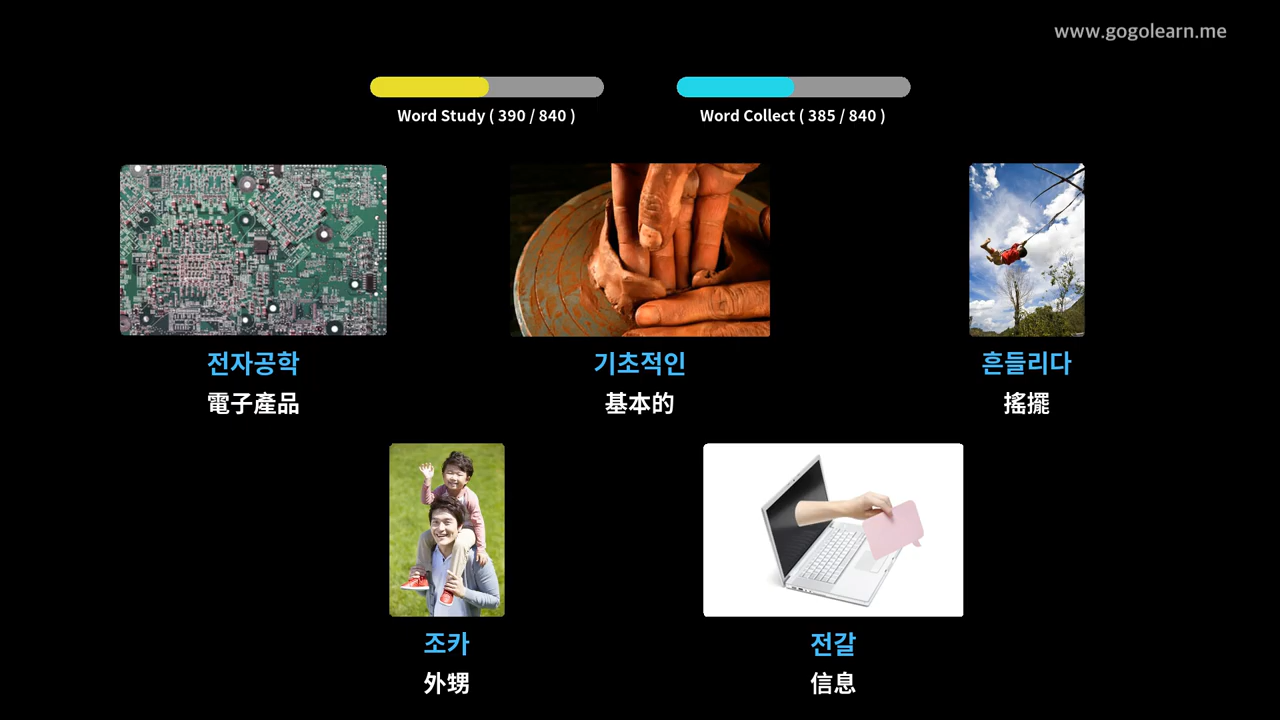 www.gogolearn.me
Word Study ( 390 / 840 )
Word Collect ( 385 / 840 )
전자공학
電子產品
기초적인
基本的
흔들리다
搖擺
조카
外甥
전갈
信息